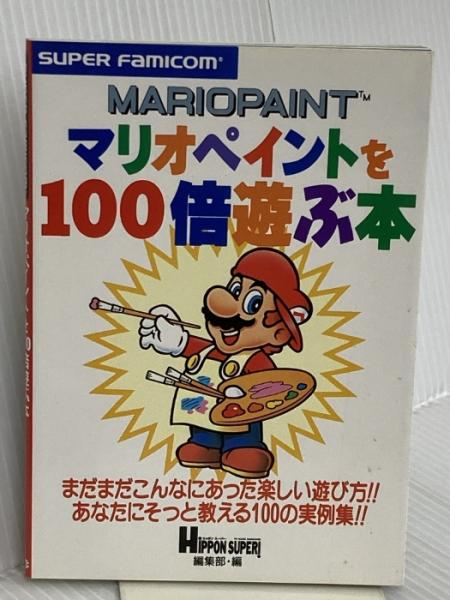 SUPER FAMICOM
MARIOPAINT™
マリオペイントを
100倍遊ぶ本
まだまだこんなにあった楽しい遊び方!!
あなたにそっと教える100の実例集!!
HIPPON SUPER!
編集部・編